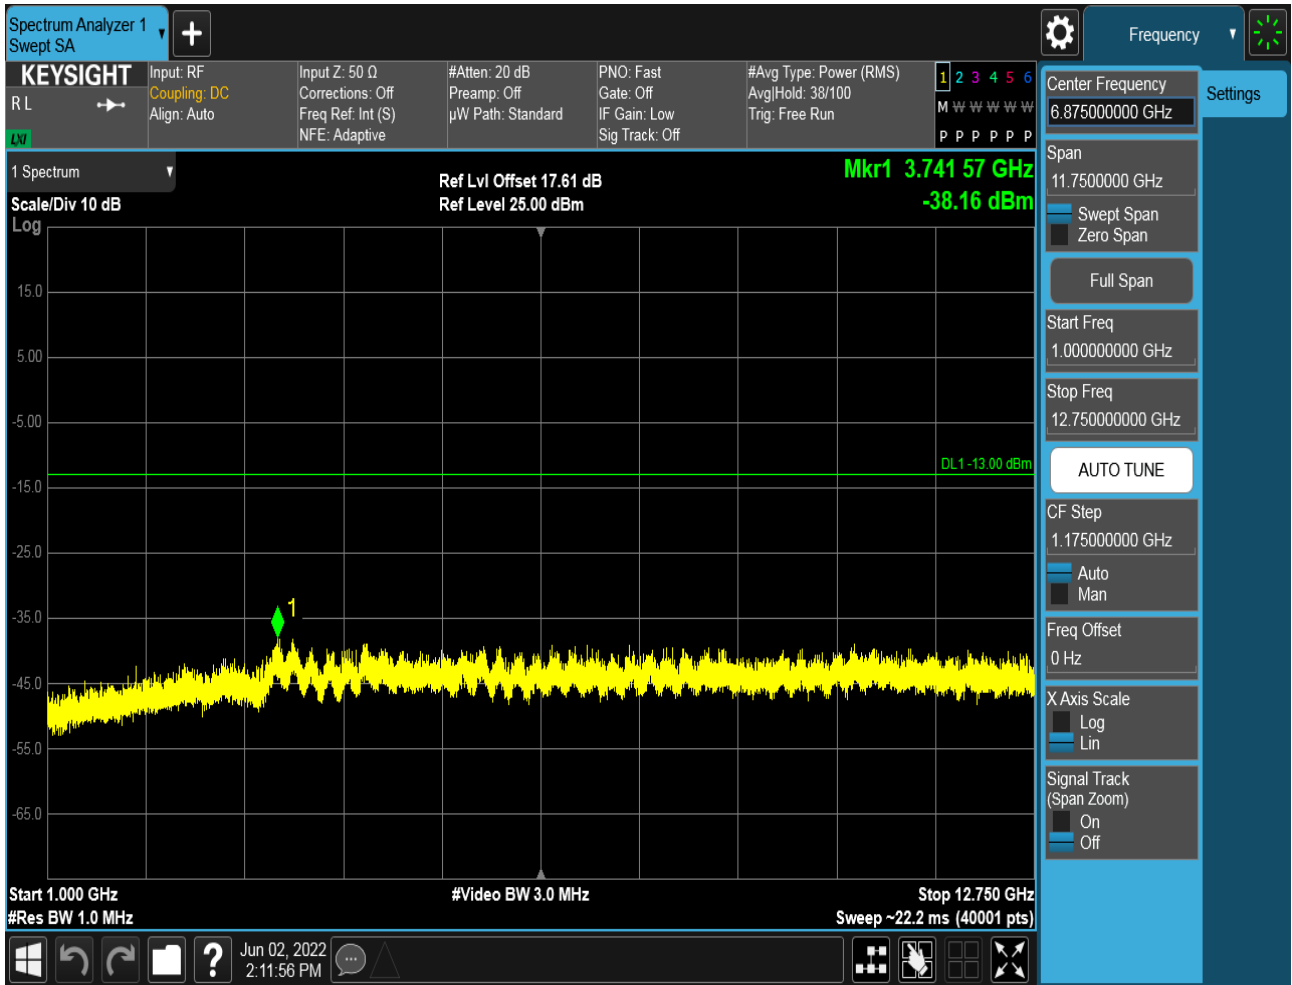 Spectrum Analyzer 1
Swept SA
Frequency
KEYSIGHT
R L
LXI
Input: RF
Coupling: DC
Align: Auto
Input Z: 50 Ω
Corrections: Off
Freq Ref: Int (S)
NFE: Adaptive
#Atten: 20 dB
Preamp: Off
µW Path: Standard
PNO: Fast
Gate: Off
IF Gain: Low
Sig Track: Off
#Avg Type: Power (RMS)
Avg|Hold: 38/100
Trig: Free Run
1 2 3 4 5 6
M W W W W W
P P P P P P
1 Spectrum
Scale/Div 10 dB
Log
Ref Lvl Offset 17.61 dB
Ref Level 25.00 dBm
Mkr1 3.741 57 GHz
-38.16 dBm
15.0
5.00
-5.00
DL1 -13.00 dBm
-15.0
-25.0
-35.0
1
-45.0
-55.0
-65.0
Start 1.000 GHz
#Res BW 1.0 MHz
#Video BW 3.0 MHz
Stop 12.750 GHz
Sweep ~22.2 ms (40001 pts)
Jun 02, 2022
2:11:56 PM
Center Frequency
6.875000000 GHz
Settings
Span
11.7500000 GHz
Swept Span
Zero Span
Full Span
Start Freq
1.000000000 GHz
Stop Freq
12.750000000 GHz
AUTO TUNE
CF Step
1.175000000 GHz
Auto
Man
Freq Offset
0 Hz
X Axis Scale
Log
Lin
Signal Track
(Span Zoom)
On
Off